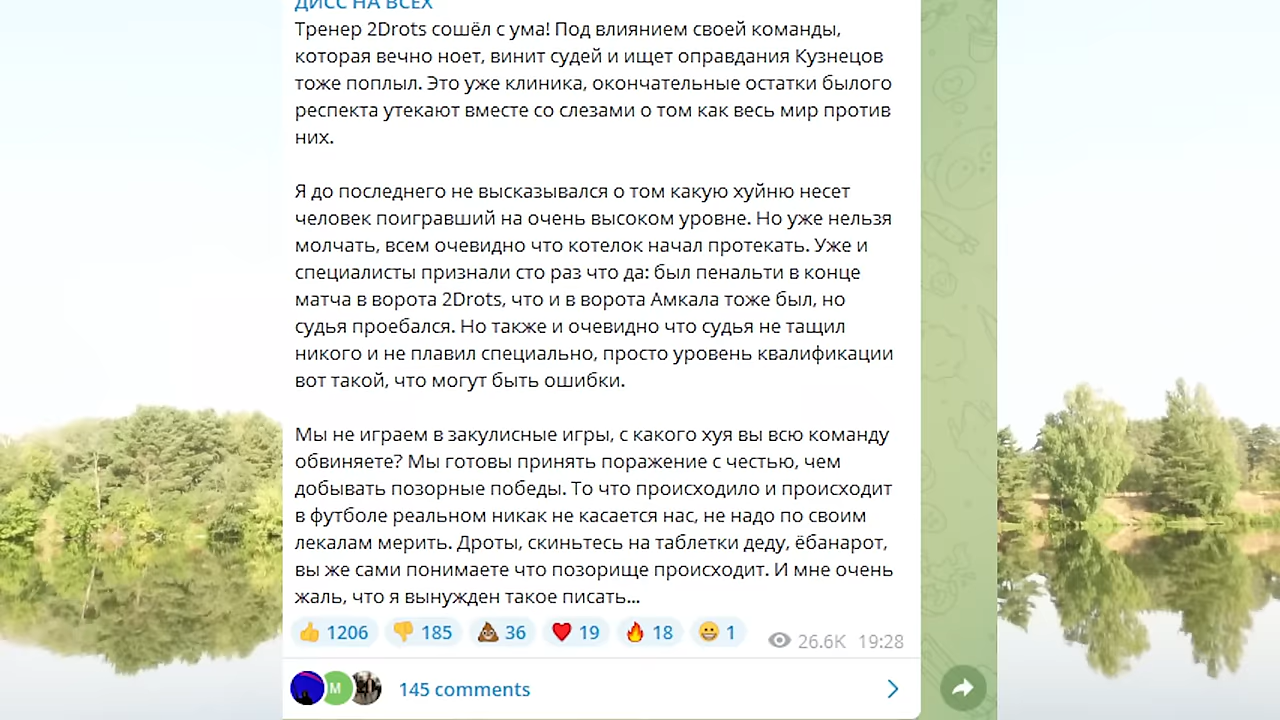 ДИСС НА ВСЕХ
Тренер 2Drots сошёл с ума! Под влиянием своей команды,
которая вечно ноет, винит судей и ищет оправдания Кузнецов
тоже поплыл. Это уже клиника, окончательные остатки былого
респекта утекают вместе со слезами о том как весь мир против
них.
Я до последнего не высказывался о том какую хуйню несет
человек поигравший на очень высоком уровне. Но уже нельзя
молчать, всем очевидно что котелок начал протекать. Уже и
специалисты признали сто раз что да: был пенальти в конце
матча в ворота 2Drots, что и в ворота Амкала тоже был, но
судья проебался. Но также и очевидно что судья не тащил
никого и не плавил специально, просто уровень квалификации
вот такой, что могут быть ошибки.
Мы не играем в закулисные игры, с какого хуя вы всю команду
обвиняете? Мы готовы принять поражение с честью, чем
добывать позорные победы. То что происходило и происходит
в футболе реальном никак не касается нас, не надо по своим
лекалам мерить. Дроты, скиньтесь на таблетки деду, ёбанарот,
вы же сами понимаете что позорище происходит. И мне очень
жаль, что я вынужден такое писать...
1206 185 36 19 18 1 26.6K 19:28
M 145 comments